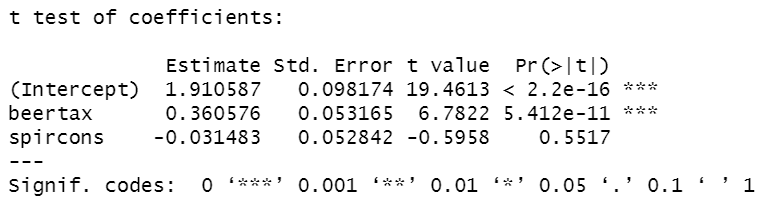 t test of coefficients:

              Estimate Std. Error t value  Pr(>|t|)    
(Intercept)  1.910587   0.098174 19.4613 < 2.2e-16 ***
beertax      0.360576   0.053165  6.7822 5.412e-11 ***
spircons    -0.031483   0.052842 -0.5958    0.5517    
---
Signif. codes:  0 ‘***’ 0.001 ‘**’ 0.01 ‘*’ 0.05 ‘.’ 0.1 ‘ ’ 1